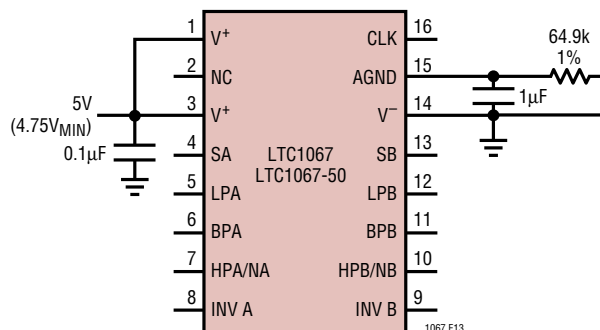 1 V+
2 NC
3 V+
4 SA
5 LPA
6 BPA
7 HPA/NA
8 INV A
5V
(4.75VMIN)
0.1µF
LTC1067
LTC1067-50
CLK 16
AGND 15
V– 14
SB 13
LPB 12
BPB 11
HPB/NB 10
INV B 9
64.9k
1%
1µF
1067 F13